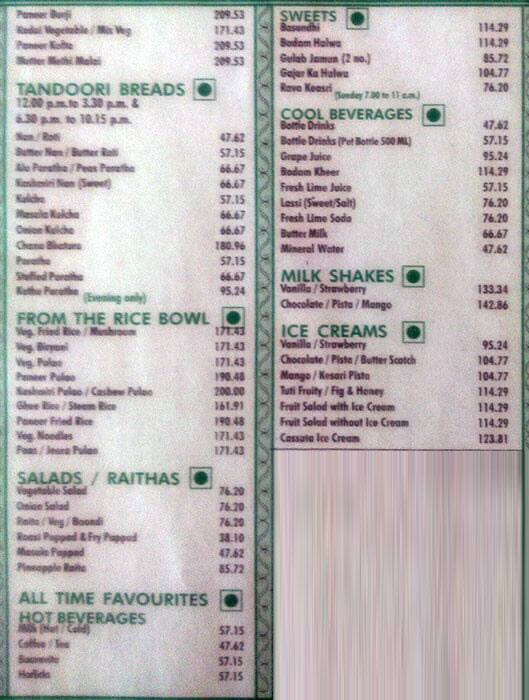 Paneer Burji 209.53
Kadai Vegetable / Mix Veg 171.43
Paneer Kofta 209.53
Mutter Methi Malai 209.53
TANDOORI BREADS
12.00 p.m. to 3.30 p.m. &
6.30 p.m. to 10.15 p.m.
Nan / Roti 47.62
Butter Nan / Butter Roti 57.15
Alu Paratha / Peas Paratha 66.67
Kashmiri Nan (Sweet) 66.67
Kulcha 57.15
Masala Kulcha 66.67
Onion Kulcha 66.67
Chana Bhatura 180.96
Paratha 57.15
Stuffed Paratha 66.67
Kothu Paratha 95.24
(Evening only)
FROM THE RICE BOWL
Veg. Fried Rice / Mushroom 171.43
Veg. Biryani 171.43
Veg. Pulao 171.43
Paneer Pulao 190.48
Kashmiri Pulao / Cashew Pulao 200.00
Ghee Rice / Steam Rice 161.91
Paneer Fried Rice 190.48
Veg. Noodles 171.43
Peas / Jeera Pulao 171.43
SALADS / RAITHAS
Vegetable Salad 76.20
Onion Salad 76.20
Raita / Veg / Boondi 76.20
Roast Pappad & Fry Pappad 38.10
Masala Pappad 47.62
Pineapple Raita 85.72
ALL TIME FAVOURITES
HOT BEVERAGES
Milk (Hot / Cold) 57.15
Coffee / Tea 47.62
Bournvita 57.15
Horlicks 57.15
SWEETS
Basundhi 114.29
Badam Halwa 114.29
Gulab Jamun (2 no.) 85.72
Gajar Ka Halwa 104.77
Rava Kesari 76.20
(Sunday 7.00 to 11 a.m.)
COOL BEVERAGES
Bottle Drinks 47.62
Bottle Drinks (Pet Bottle 500 ML) 57.15
Grape Juice 95.24
Badam Kheer 114.29
Fresh Lime Juice 57.15
Lassi (Sweet/Salt) 76.20
Fresh Lime Soda 76.20
Butter Milk 66.67
Mineral Water 47.62
MILK SHAKES
Vanilla / Strawberry 133.34
Chocolate / Pista / Mango 142.86
ICE CREAMS
Vanilla / Strawberry 95.24
Chocolate / Pista / Butter Scotch 104.77
Mango / Kesari Pista 104.77
Tuti Fruity / Fig & Honey 114.29
Fruit Salad with Ice Cream 114.29
Fruit Salad without Ice Cream 114.29
Cassata Ice Cream 123.81